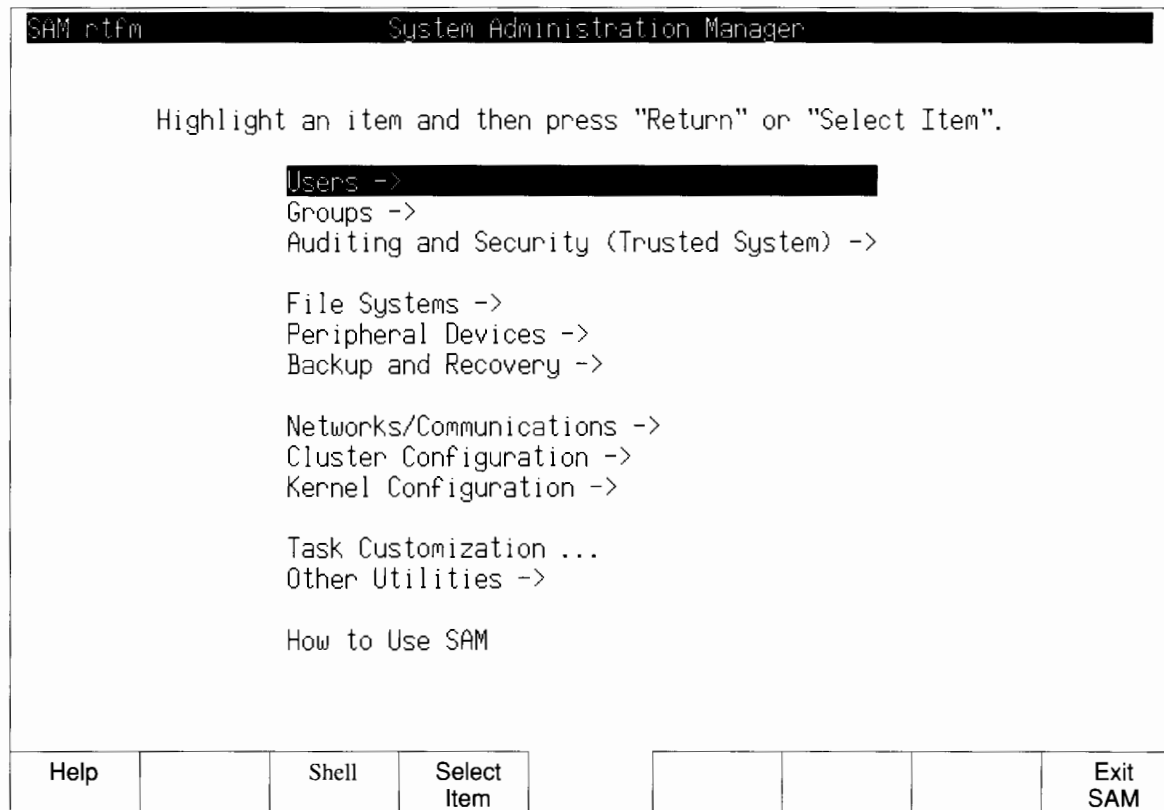 SAM rtfm System Administration Manager
Highlight an item and then press "Return" or "Select Item".
Users ->
Groups ->
Auditing and Security (Trusted System) ->
File Systems ->
Peripheral Devices ->
Backup and Recovery ->
Networks/Communications ->
Cluster Configuration ->
Kernel Configuration ->
Task Customization ...
Other Utilities ->
How to Use SAM
Help Shell Select Item Exit SAM